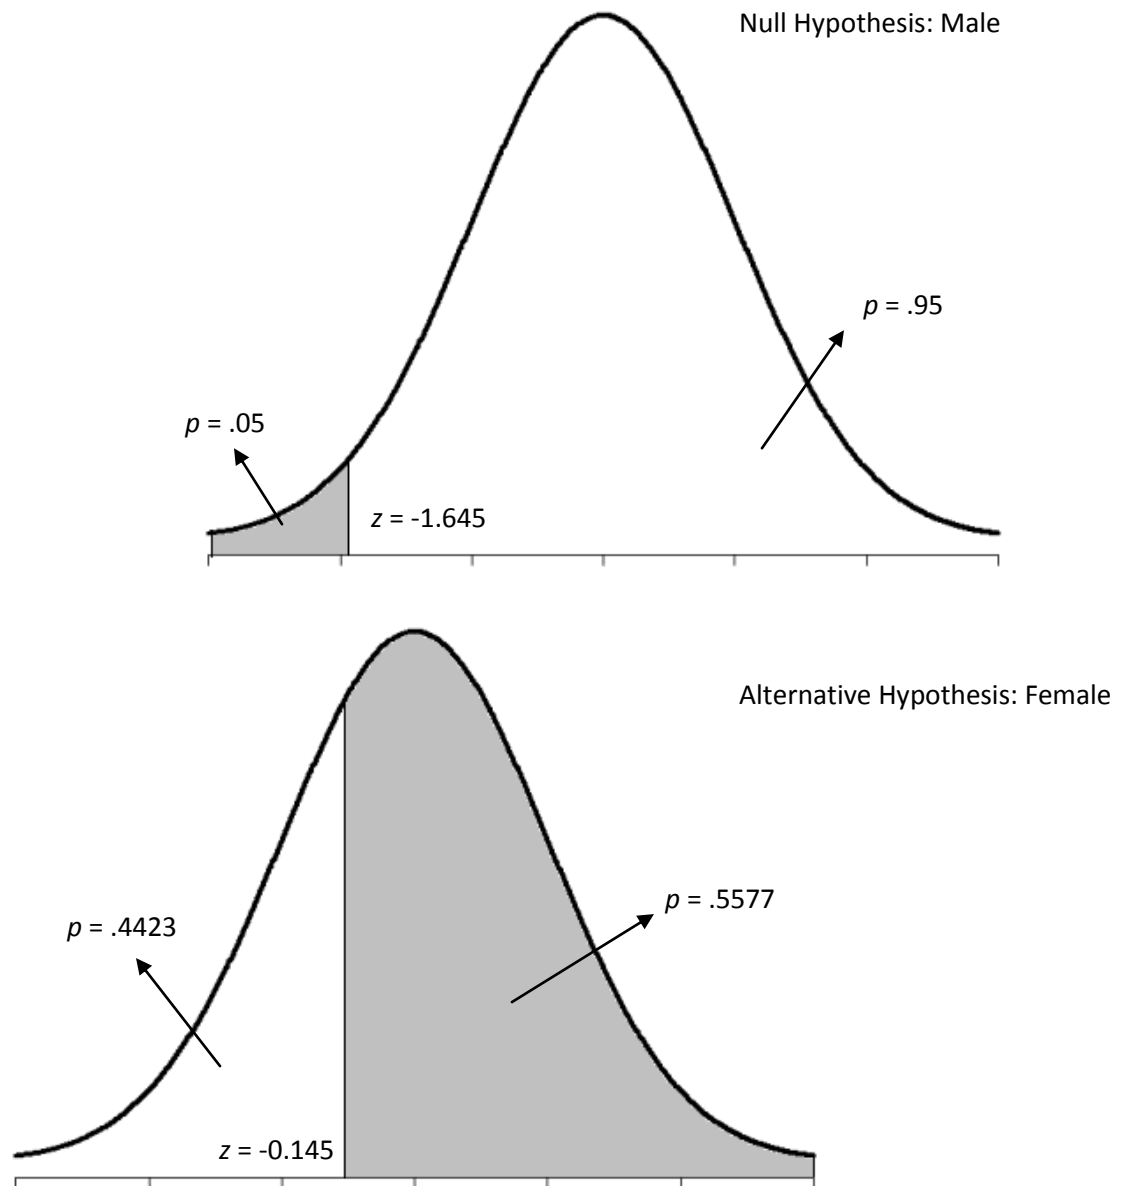 Null Hypothesis: Male
p = .95
p = .05
z = -1.645
Alternative Hypothesis: Female
p = .5577
p = .4423
z = -0.145